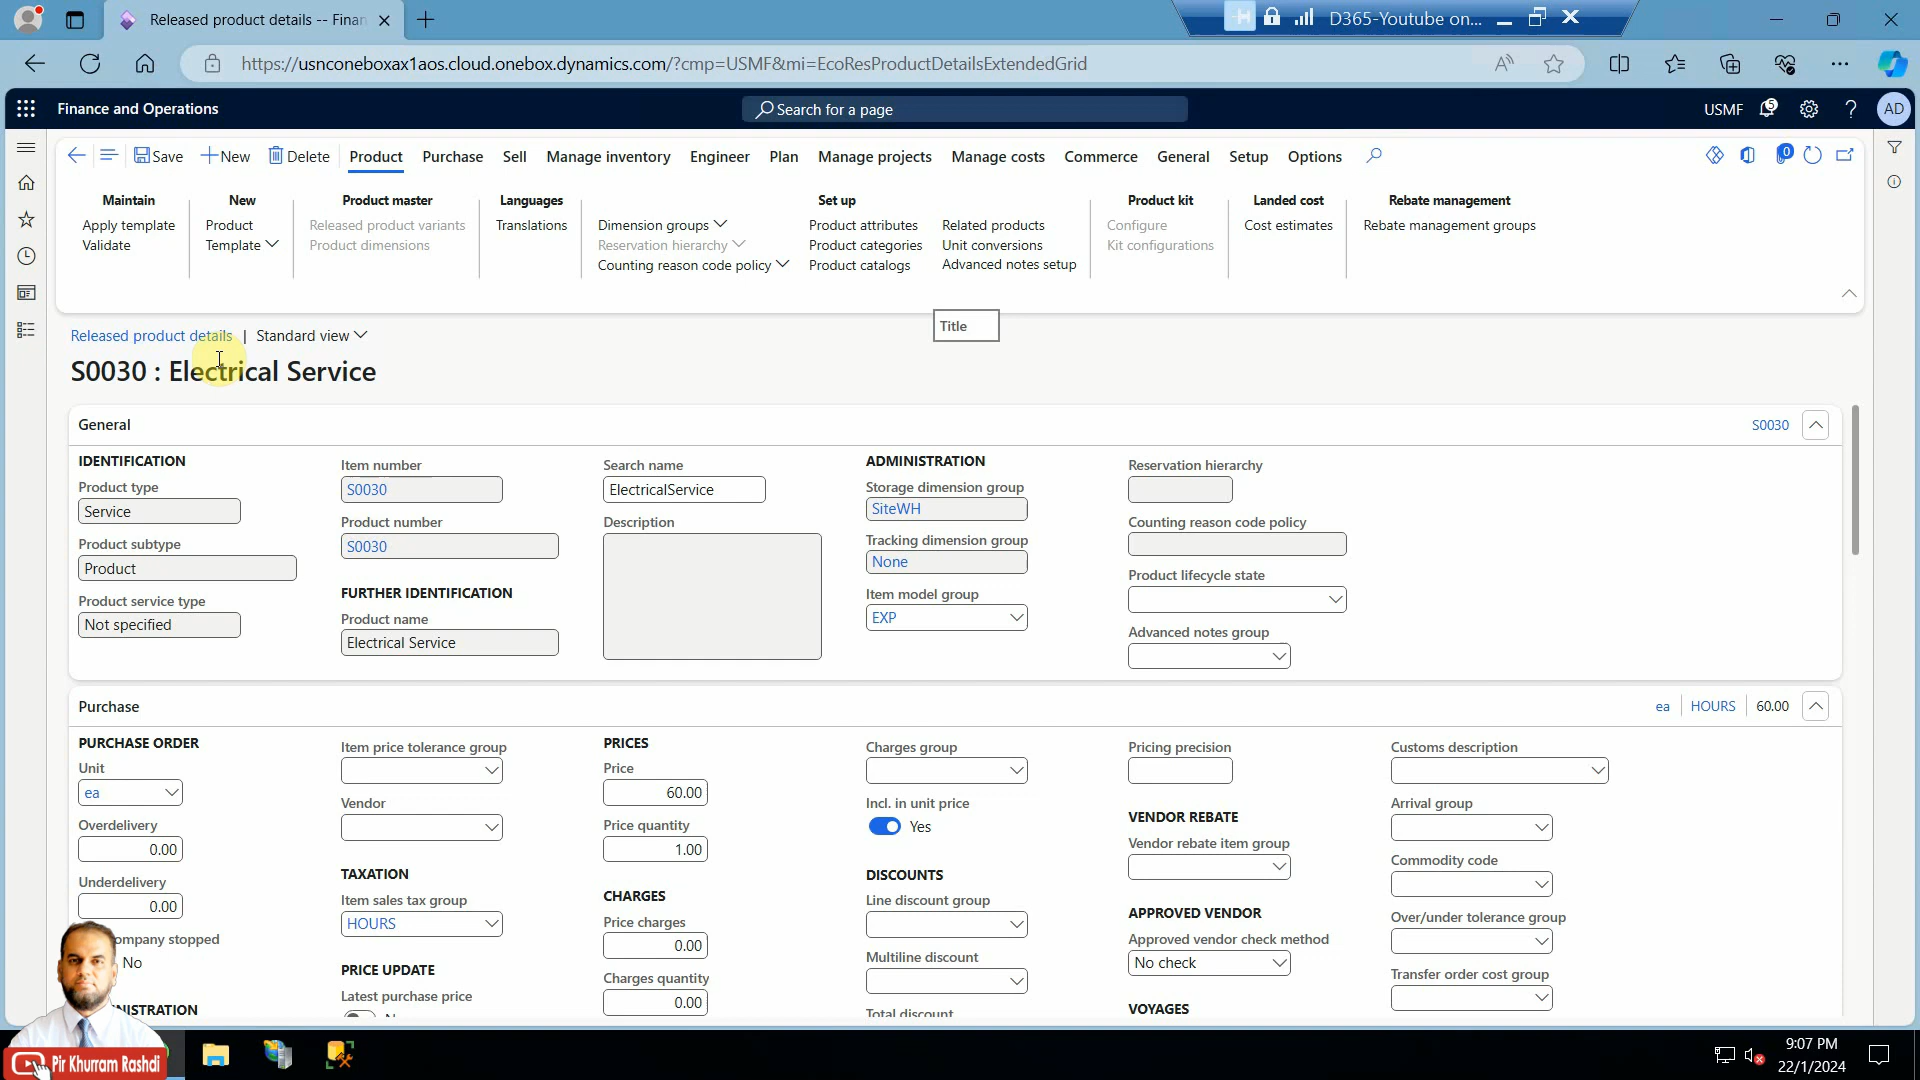 Released product details -- Finan
D365-Youtube on...
https://usnconeboxax1aos.cloud.onebox.dynamics.com/?cmp=USMF&mi=EcoResProductDetailsExtendedGrid
Finance and Operations
Search for a page
USMF
5
AD
Save
New
Delete
Product
Purchase
Sell
Manage inventory
Engineer
Plan
Manage projects
Manage costs
Commerce
General
Setup
Options
0
Maintain
Apply template
Validate
New
Product
Template
Product master
Released product variants
Product dimensions
Languages
Translations
Set up
Dimension groups
Reservation hierarchy
Counting reason code policy
Product attributes
Product categories
Product catalogs
Related products
Unit conversions
Advanced notes setup
Product kit
Configure
Kit configurations
Landed cost
Cost estimates
Rebate management
Rebate management groups
Title
Released product details | Standard view
S0030 : Electrical Service
General
S0030
IDENTIFICATION
Product type
Service
Product subtype
Product
Product service type
Not specified
Item number
S0030
Product number
S0030
FURTHER IDENTIFICATION
Product name
Electrical Service
Search name
ElectricalService
Description
ADMINISTRATION
Storage dimension group
SiteWH
Tracking dimension group
None
Item model group
EXP
Reservation hierarchy
Counting reason code policy
Product lifecycle state
Advanced notes group
Purchase
ea
HOURS
60.00
PURCHASE ORDER
Unit
ea
Overdelivery
0.00
Underdelivery
0.00
ompany stopped
No
NISTRATION
Item price tolerance group
Vendor
TAXATION
Item sales tax group
HOURS
PRICE UPDATE
Latest purchase price
PRICES
Price
60.00
Price quantity
1.00
CHARGES
Price charges
0.00
Charges quantity
0.00
Charges group
Incl. in unit price
Yes
DISCOUNTS
Line discount group
Multiline discount
Total discount
Pricing precision
VENDOR REBATE
Vendor rebate item group
APPROVED VENDOR
Approved vendor check method
No check
VOYAGES
Customs description
Arrival group
Commodity code
Over/under tolerance group
Transfer order cost group
Pir Khurram Rashdi
9:07 PM
22/1/2024